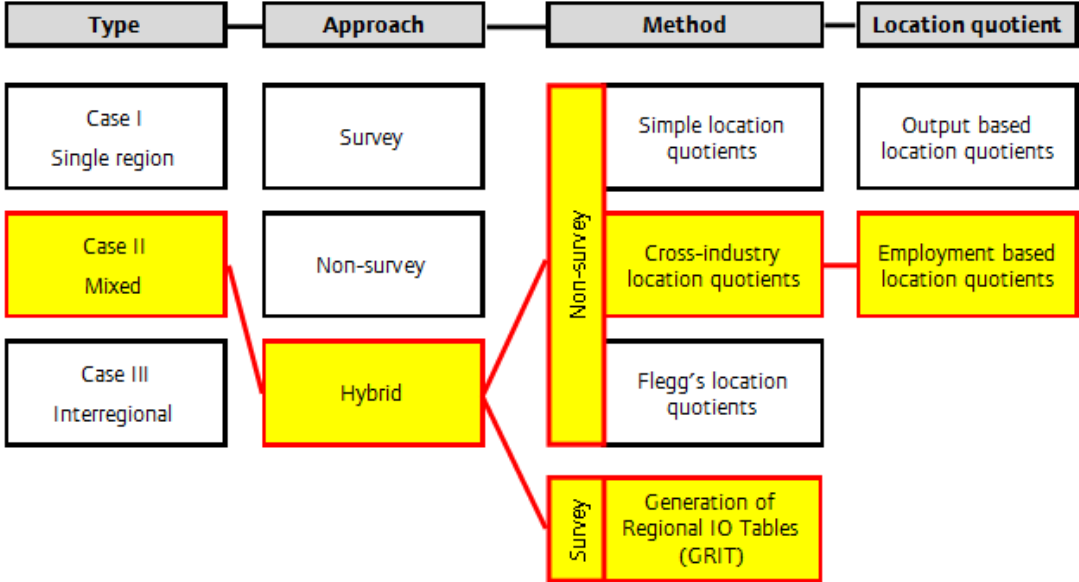 Type
Approach
Method
Location quotient
Case I
Single region
Survey
Simple location
quotients
Output based
location quotients
Case II
Mixed
Non-survey
Non-survey
Cross-industry
location quotients
Employment based
location quotients
Case III
Interregional
Hybrid
Flegg´s location
quotients
Survey
Generation of
Regional IO Tables
(GRIT)